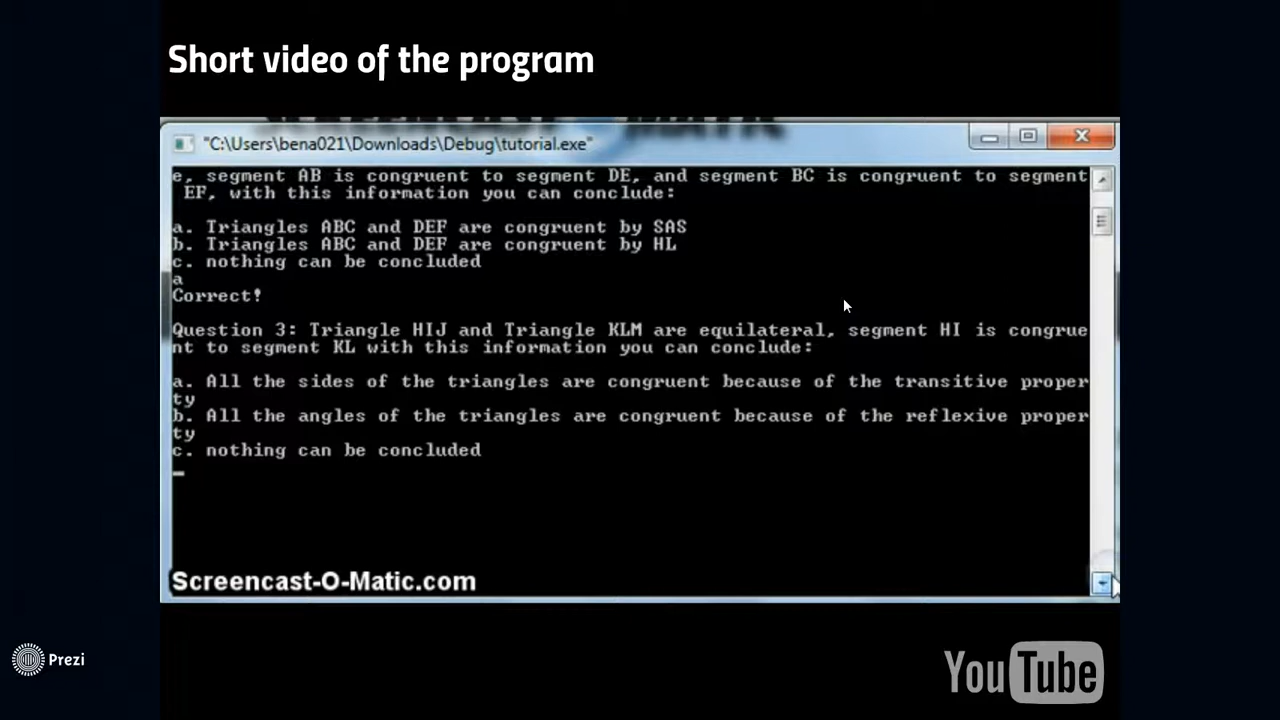 Short video of the program
"C:\Users\bena021\Downloads\Debug\tutorial.exe"
e, segment AB is congruent to segment DE, and segment BC is congruent to segment
EF, with this information you can conclude:
a. Triangles ABC and DEF are congruent by SAS
b. Triangles ABC and DEF are congruent by HL
c. nothing can be concluded
a
Correct!
Question 3: Triangle HIJ and Triangle KLM are equilateral, segment HI is congrue
nt to segment KL with this information you can conclude:
a. All the sides of the triangles are congruent because of the transitive proper
ty
b. All the angles of the triangles are congruent because of the reflexive proper
ty
c. nothing can be concluded
Screencast-O-Matic.com
Prezi
YouTube